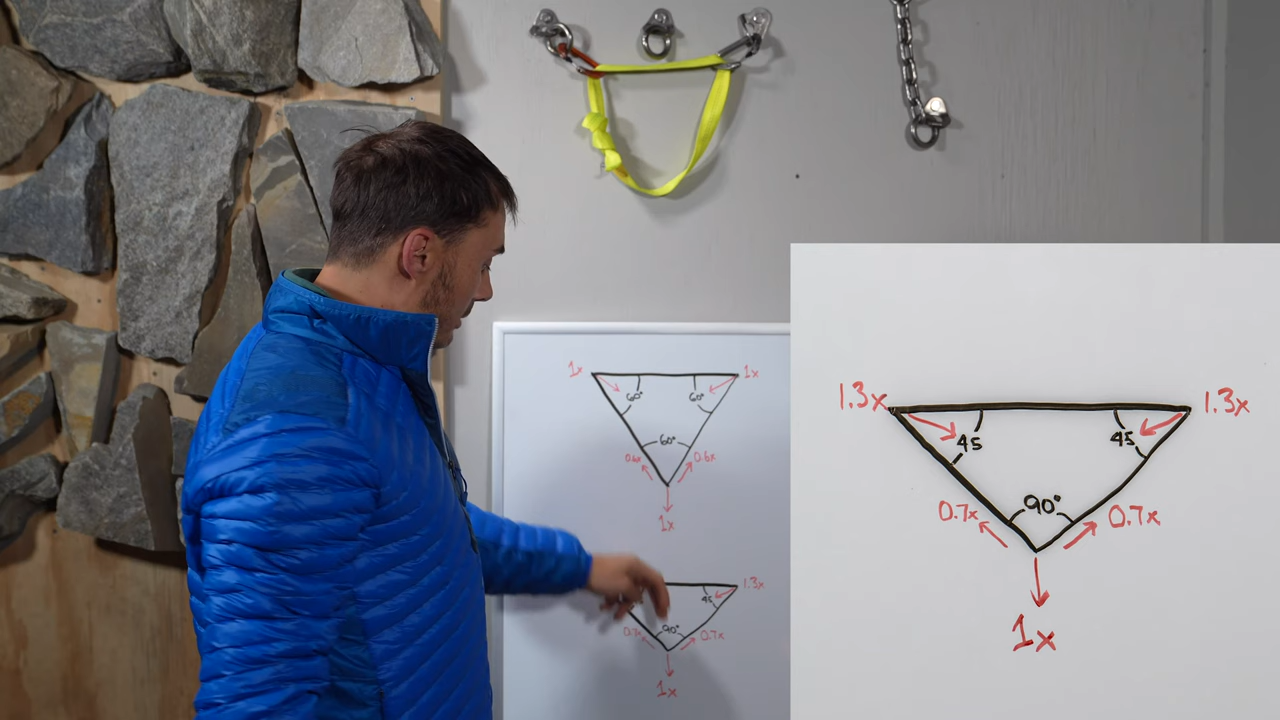 1x 1x
60° 60°
60°
0.6x 0.6x
1x
1.3x
45
90°
0.7x 0.7x
1x
1.3x 1.3x
45 45
90°
0.7x 0.7x
1x